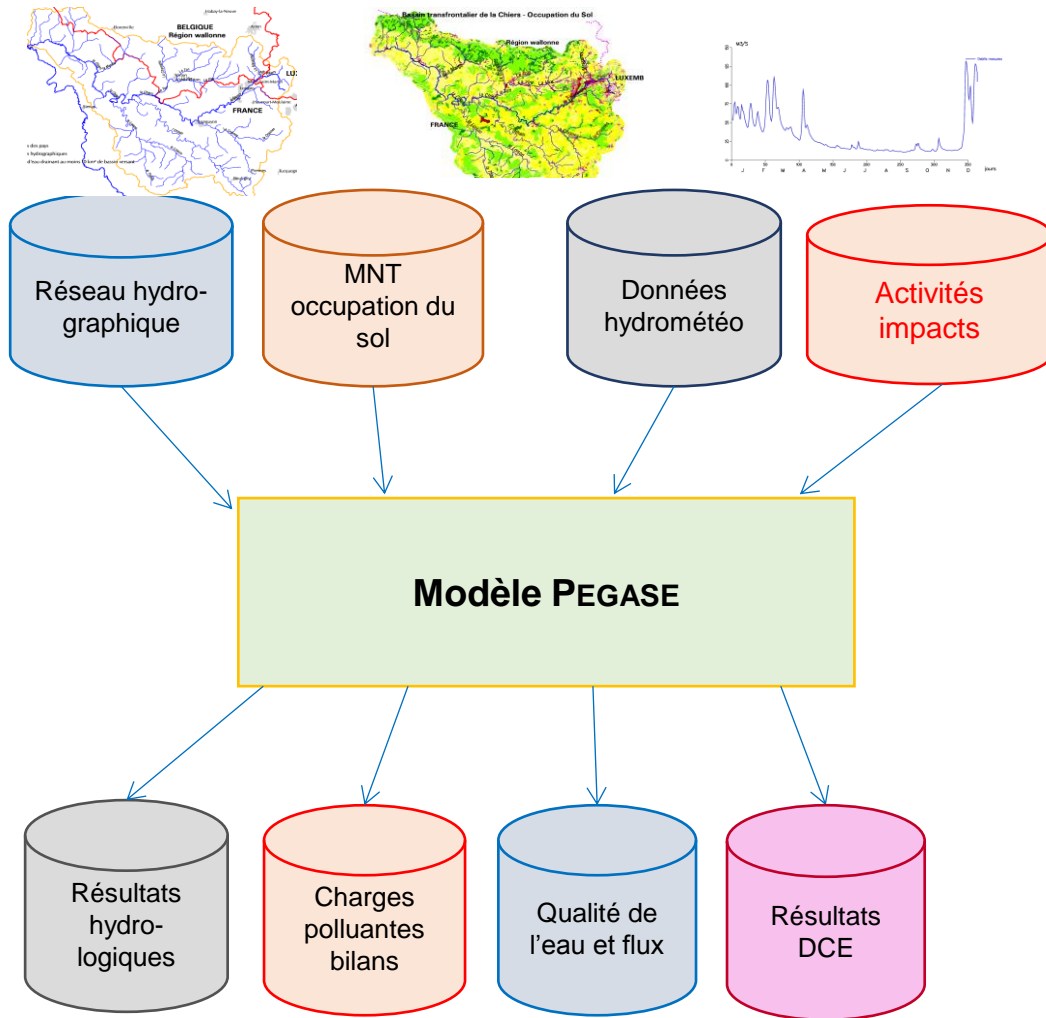 BELGIQUE
Région wallonne
FRANCE
Bassin transfrontalier de la Chiers - Occupation du Sol
Région wallonne
LUXEMB
FRANCE
M3/S
J F M A M J J A S O N D jours
Réseau hydro-
graphique
MNT
occupation du
sol
Données
hydrométéo
Activités
impacts
Modèle PEGASE
Résultats
hydro-
logiques
Charges
polluantes
bilans
Qualité de
l'eau et flux
Résultats
DCE